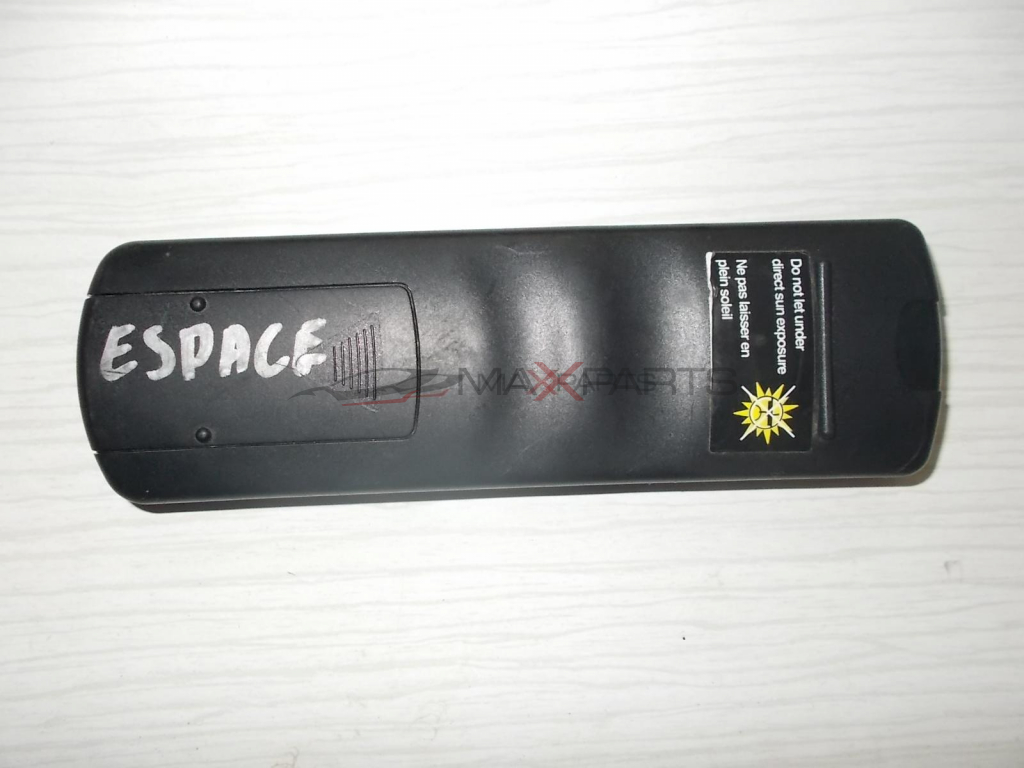 ESPACE
MAXXPARTS
Do not let under
direct sun exposure
Ne pas laisser en
plein soleil